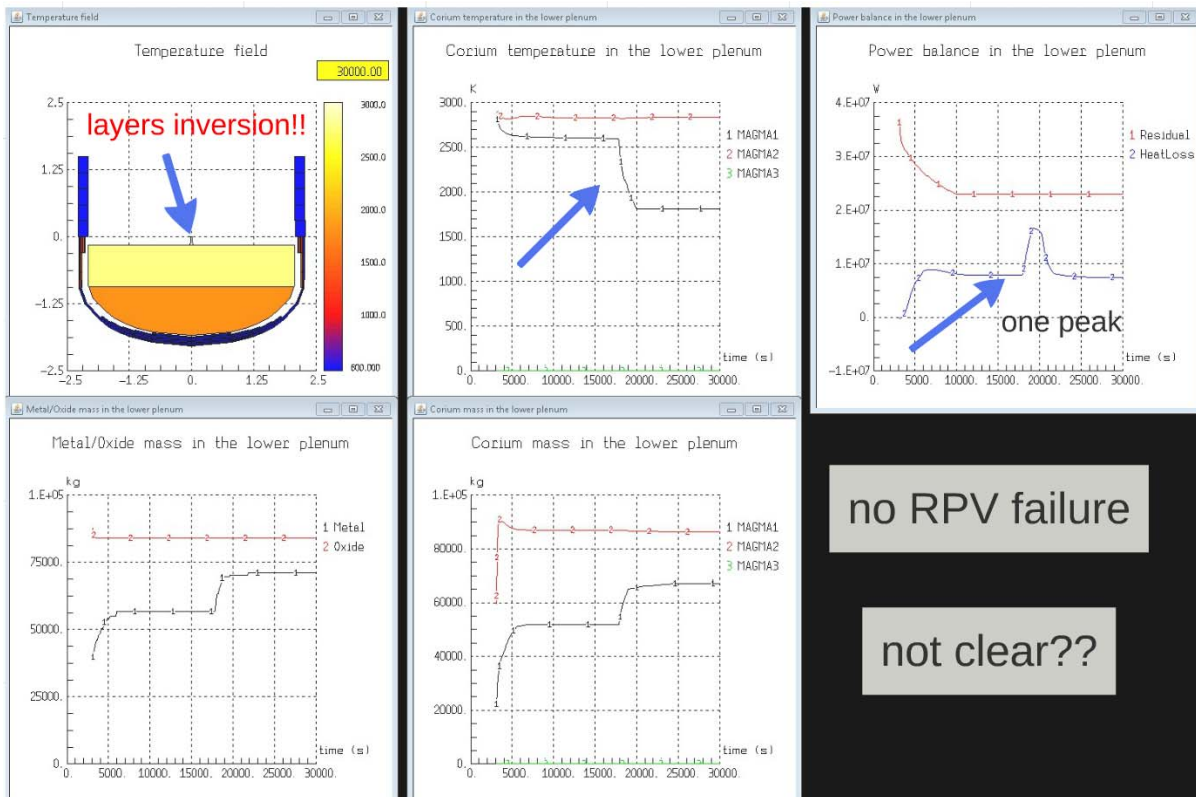 Temperature field
Temperature field
30000.00
layers inversion!!
2.5
1.25
0.
-1.25
-2.5
-2.5
-1.25
0.
1.25
2.5
3000.0
2500.0
2000.0
1500.0
1000.0
600.000
Corium temperature in the lower plenum
Corium temperature in the lower plenum
K
3000.
2500.
2000.
1500.
1000.
500.
0.
0.
5000.
10000.
15000.
20000.
25000.
30000.
time (s)
1 MAGMA1
2 MAGMA2
3 MAGMA3
Power balance in the lower plenum
Power balance in the lower plenum
W
4.E+07
3.E+07
2.E+07
1.E+07
0.
-1.E+07
0.
5000.
10000.
15000.
20000.
25000.
30000.
time (s)
1 Residual
2 HeatLoss
one peak
Metal/Oxide mass in the lower plenum
Metal/Oxide mass in the lower plenum
kg
1.E+05
75000.
50000.
25000.
0.
0.
5000.
10000.
15000.
20000.
25000.
30000.
time (s)
1 Metal
2 Oxide
Corium mass in the lower plenum
Corium mass in the lower plenum
kg
1.E+05
80000.
60000.
40000.
20000.
0.
0.
5000.
10000.
15000.
20000.
25000.
30000.
time (s)
1 MAGMA1
2 MAGMA2
3 MAGMA3
no RPV failure
not clear??